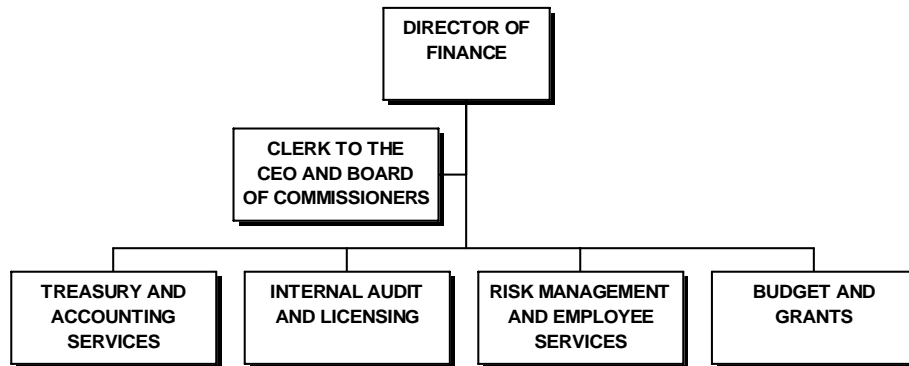 DIRECTOR OF
FINANCE
CLERK TO THE
CEO AND BOARD
OF COMMISSIONERS
TREASURY AND
ACCOUNTING
SERVICES
INTERNAL AUDIT
AND LICENSING
RISK MANAGEMENT
AND EMPLOYEE
SERVICES
BUDGET AND
GRANTS